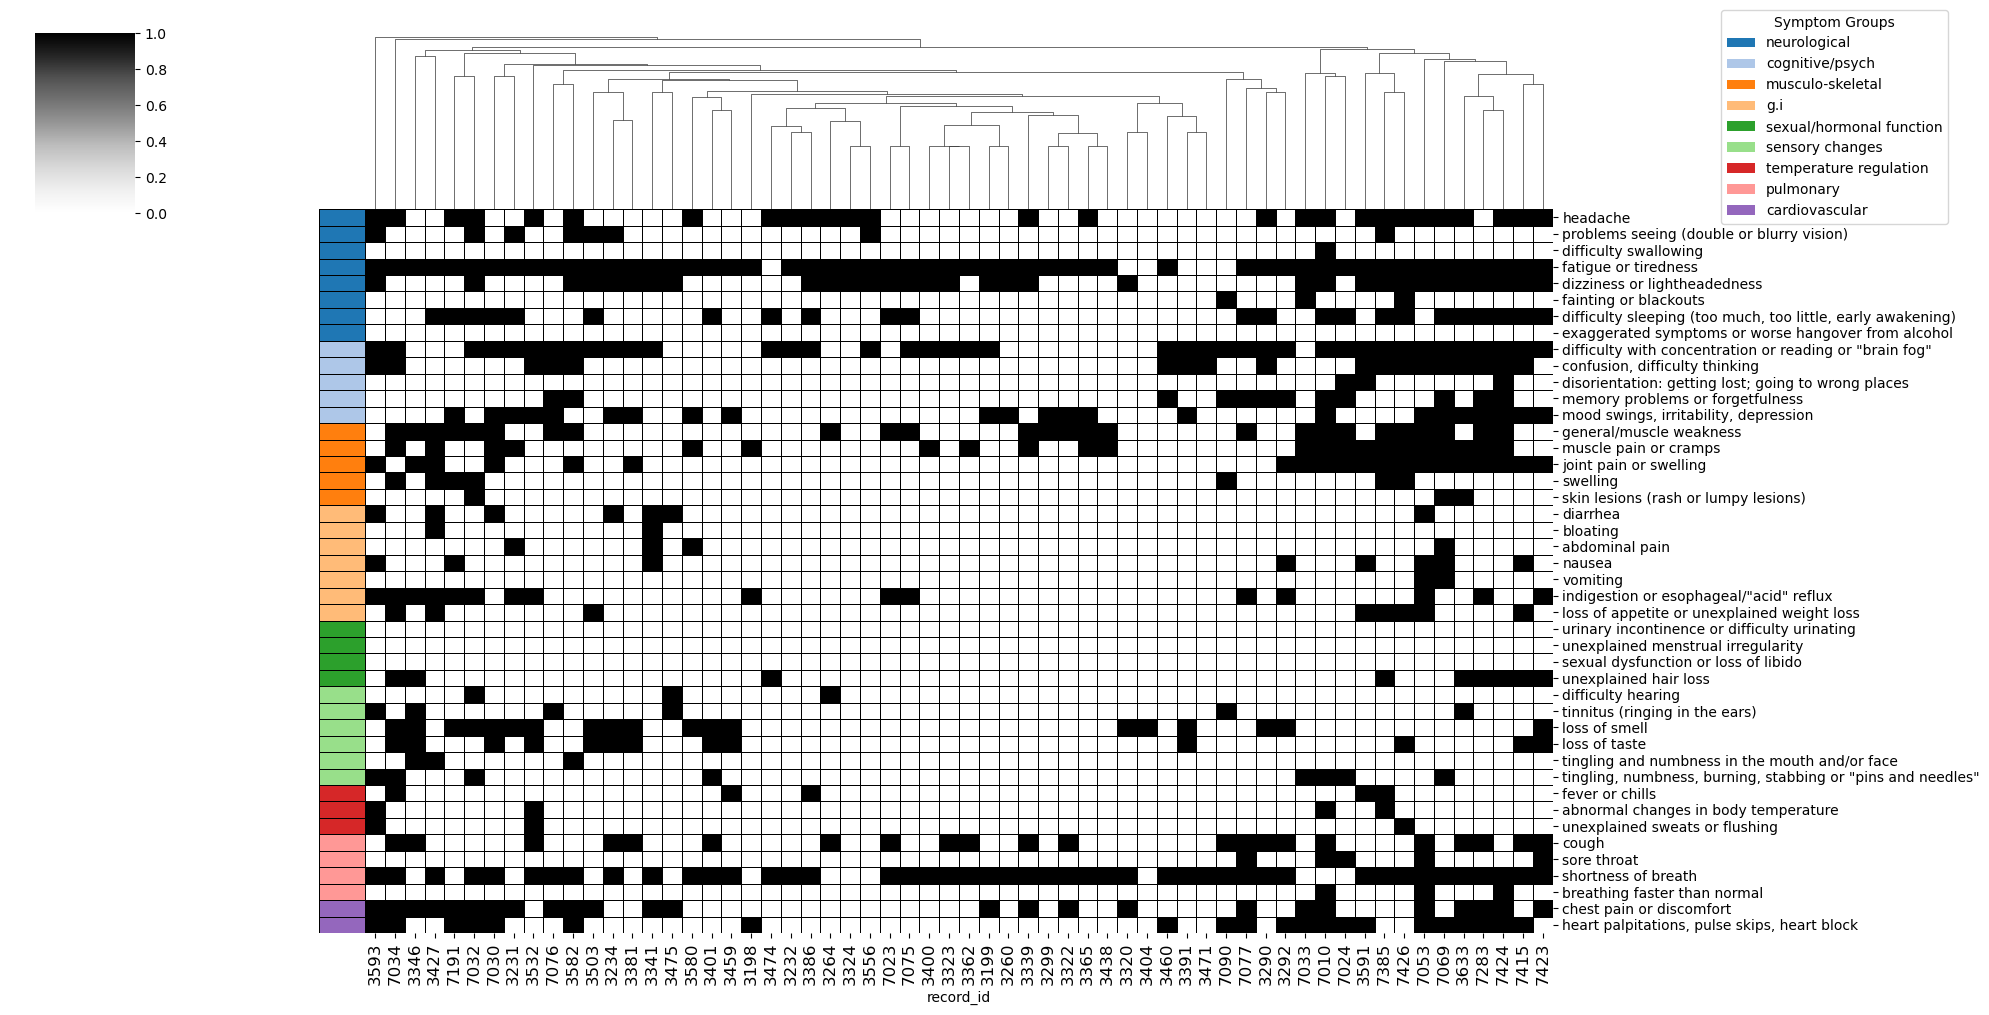 1.0
0.8
0.6
0.4
0.2
0.0
Symptom Groups
neurological
cognitive/psych
musculo-skeletal
g.i
sexual/hormonal function
sensory changes
temperature regulation
pulmonary
cardiovascular
headache
problems seeing (double or blurry vision)
difficulty swallowing
fatigue or tiredness
dizziness or lightheadedness
fainting or blackouts
difficulty sleeping (too much, too little, early awakening)
exaggerated symptoms or worse hangover from alcohol
difficulty with concentration or reading or "brain fog"
confusion, difficulty thinking
disorientation: getting lost; going to wrong places
memory problems or forgetfulness
mood swings, irritability, depression
general/muscle weakness
muscle pain or cramps
joint pain or swelling
swelling
skin lesions (rash or lumpy lesions)
diarrhea
bloating
abdominal pain
nausea
vomiting
indigestion or esophageal/"acid" reflux
loss of appetite or unexplained weight loss
urinary incontinence or difficulty urinating
unexplained menstrual irregularity
sexual dysfunction or loss of libido
unexplained hair loss
difficulty hearing
tinnitus (ringing in the ears)
loss of smell
loss of taste
tingling and numbness in the mouth and/or face
tingling, numbness, burning, stabbing or "pins and needles"
fever or chills
abnormal changes in body temperature
unexplained sweats or flushing
cough
sore throat
shortness of breath
breathing faster than normal
chest pain or discomfort
heart palpitations, pulse skips, heart block
3593
7034
3346
3427
7191
7032
7030
3231
3532
7076
3582
3503
3234
3381
3341
3475
3580
3401
3459
3198
3474
3232
3386
3264
3324
3556
7023
7075
3400
3323
3362
3199
3260
3339
3299
3322
3365
3438
3320
3404
3460
3391
3471
7090
7077
3290
3292
7033
7010
7024
3591
7385
7426
7053
7069
3633
7283
7424
7415
7423
record_id